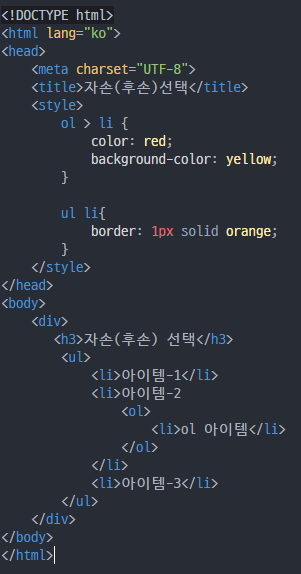 <!DOCTYPE html>
<html lang="ko">
<head>
    <meta charset="UTF-8">
    <title>자손(후손)선택</title>
    <style>
        ol > li {
            color: red;
            background-color: yellow;
        }

        ul li{
            border: 1px solid orange;
        }
    </style>
</head>
<body>
    <div>
       <h3>자손(후손) 선택</h3>
        <ul>
            <li>아이템-1</li>
            <li>아이템-2
                <ol>
                    <li>ol 아이템</li>
                </ol>
            </li>
            <li>아이템-3</li>
        </ul>
    </div>
</body>
</html>